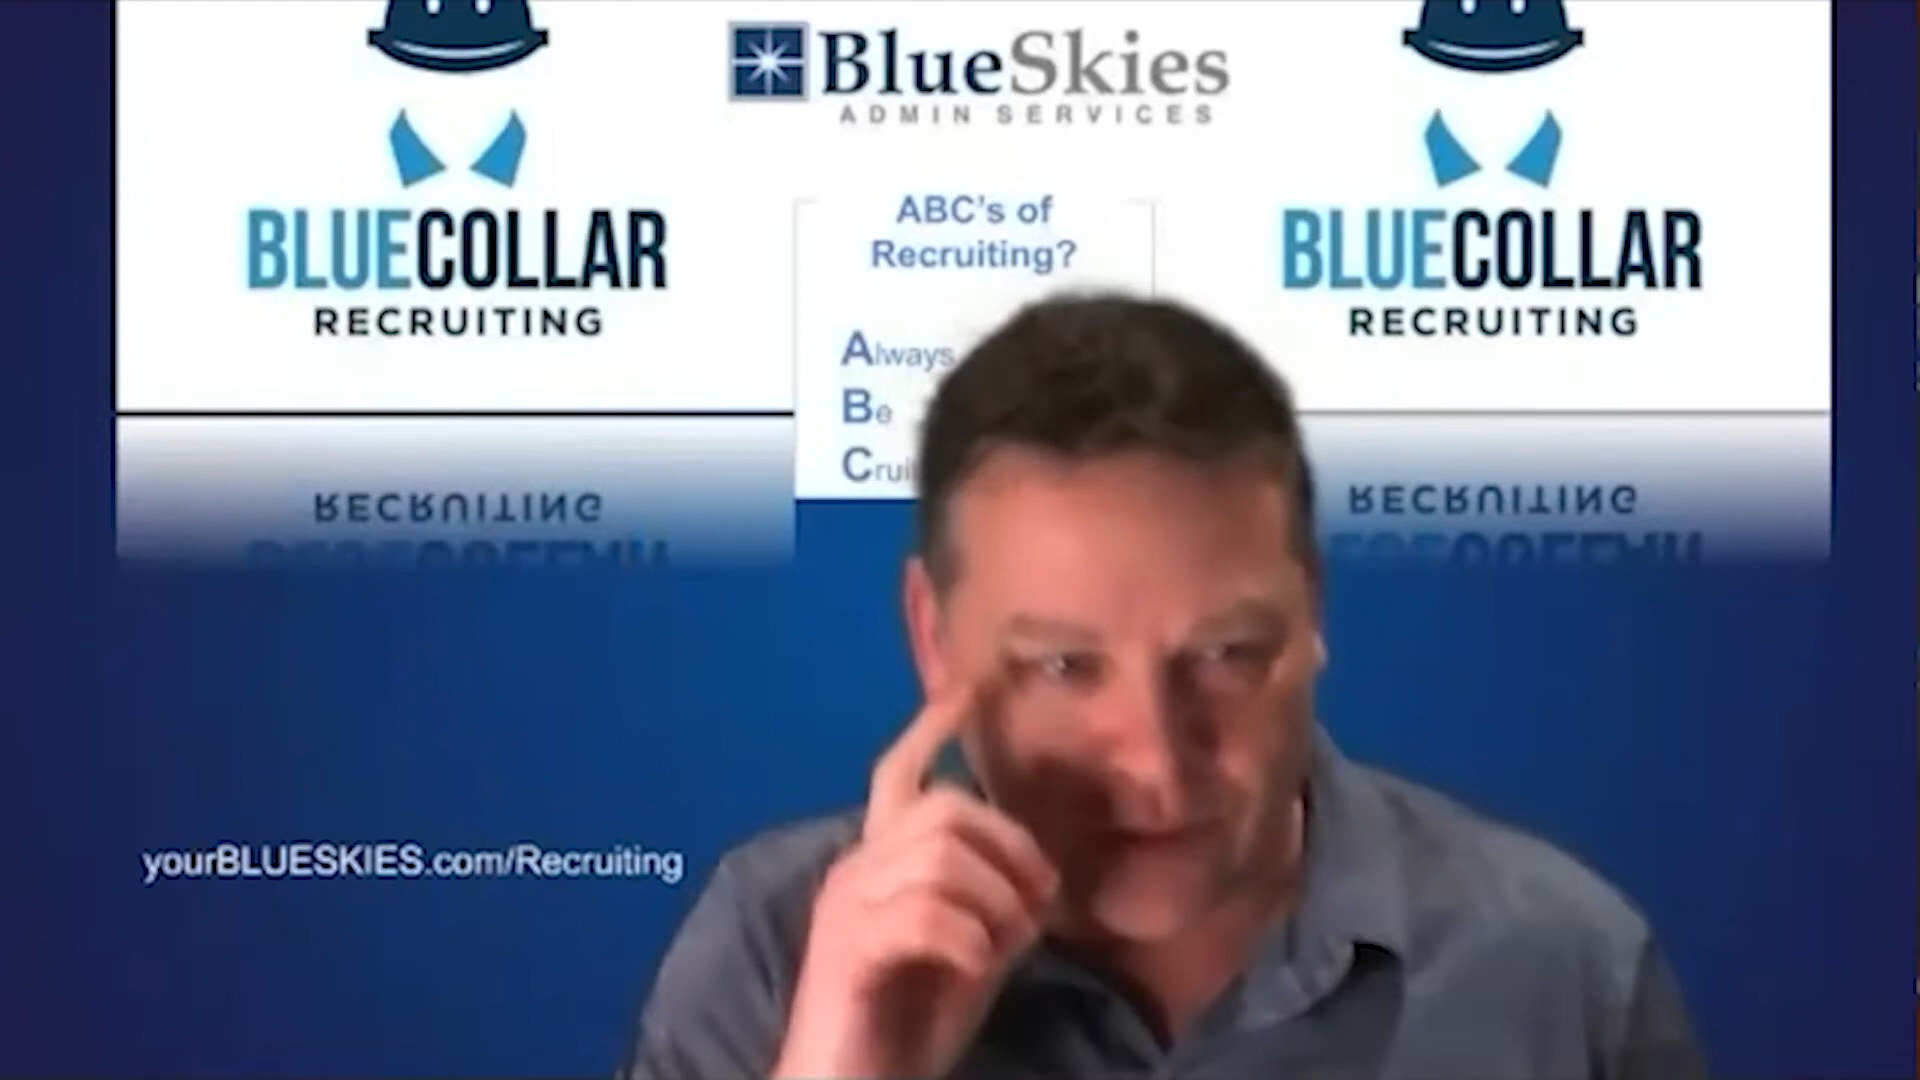 BlueSkies
ADMIN SERVICES
BLUECOLLAR
RECRUITING
ABC's of
Recruiting?
Always
Be
BLUECOLLAR
RECRUITING
RECRUITING
RECRUITING
yourBLUESKIES.com/Recruiting